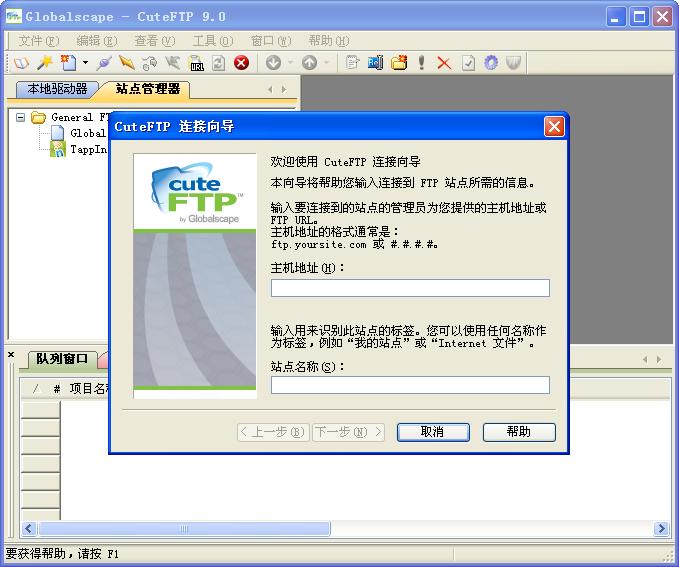 Globalscape - CuteFTP 9.0
文件(F) 编辑(E) 查看(V) 工具(O) 窗口(W) 帮助(H)
URL
本地驱动器 站点管理器
General FT
Global
TappIn
CuteFTP 连接向导
cute
FTP™
by Globalscape
欢迎使用 CuteFTP 连接向导
本向导将帮助您输入连接到 FTP 站点所需的信息。
输入要连接到的站点的管理员为您提供的主机地址或
FTP URL。
主机地址的格式通常是：
ftp.yoursite.com 或 #.#.#.#。
主机地址(H)：
输入用来识别此站点的标签。您可以使用任何名称作
为标签，例如“我的站点”或“Internet 文件”。
站点名称(S)：
< 上一步(B) 下一步(N) > 取消 帮助
队列窗口
/ # 项目名称
要获得帮助，请按 F1